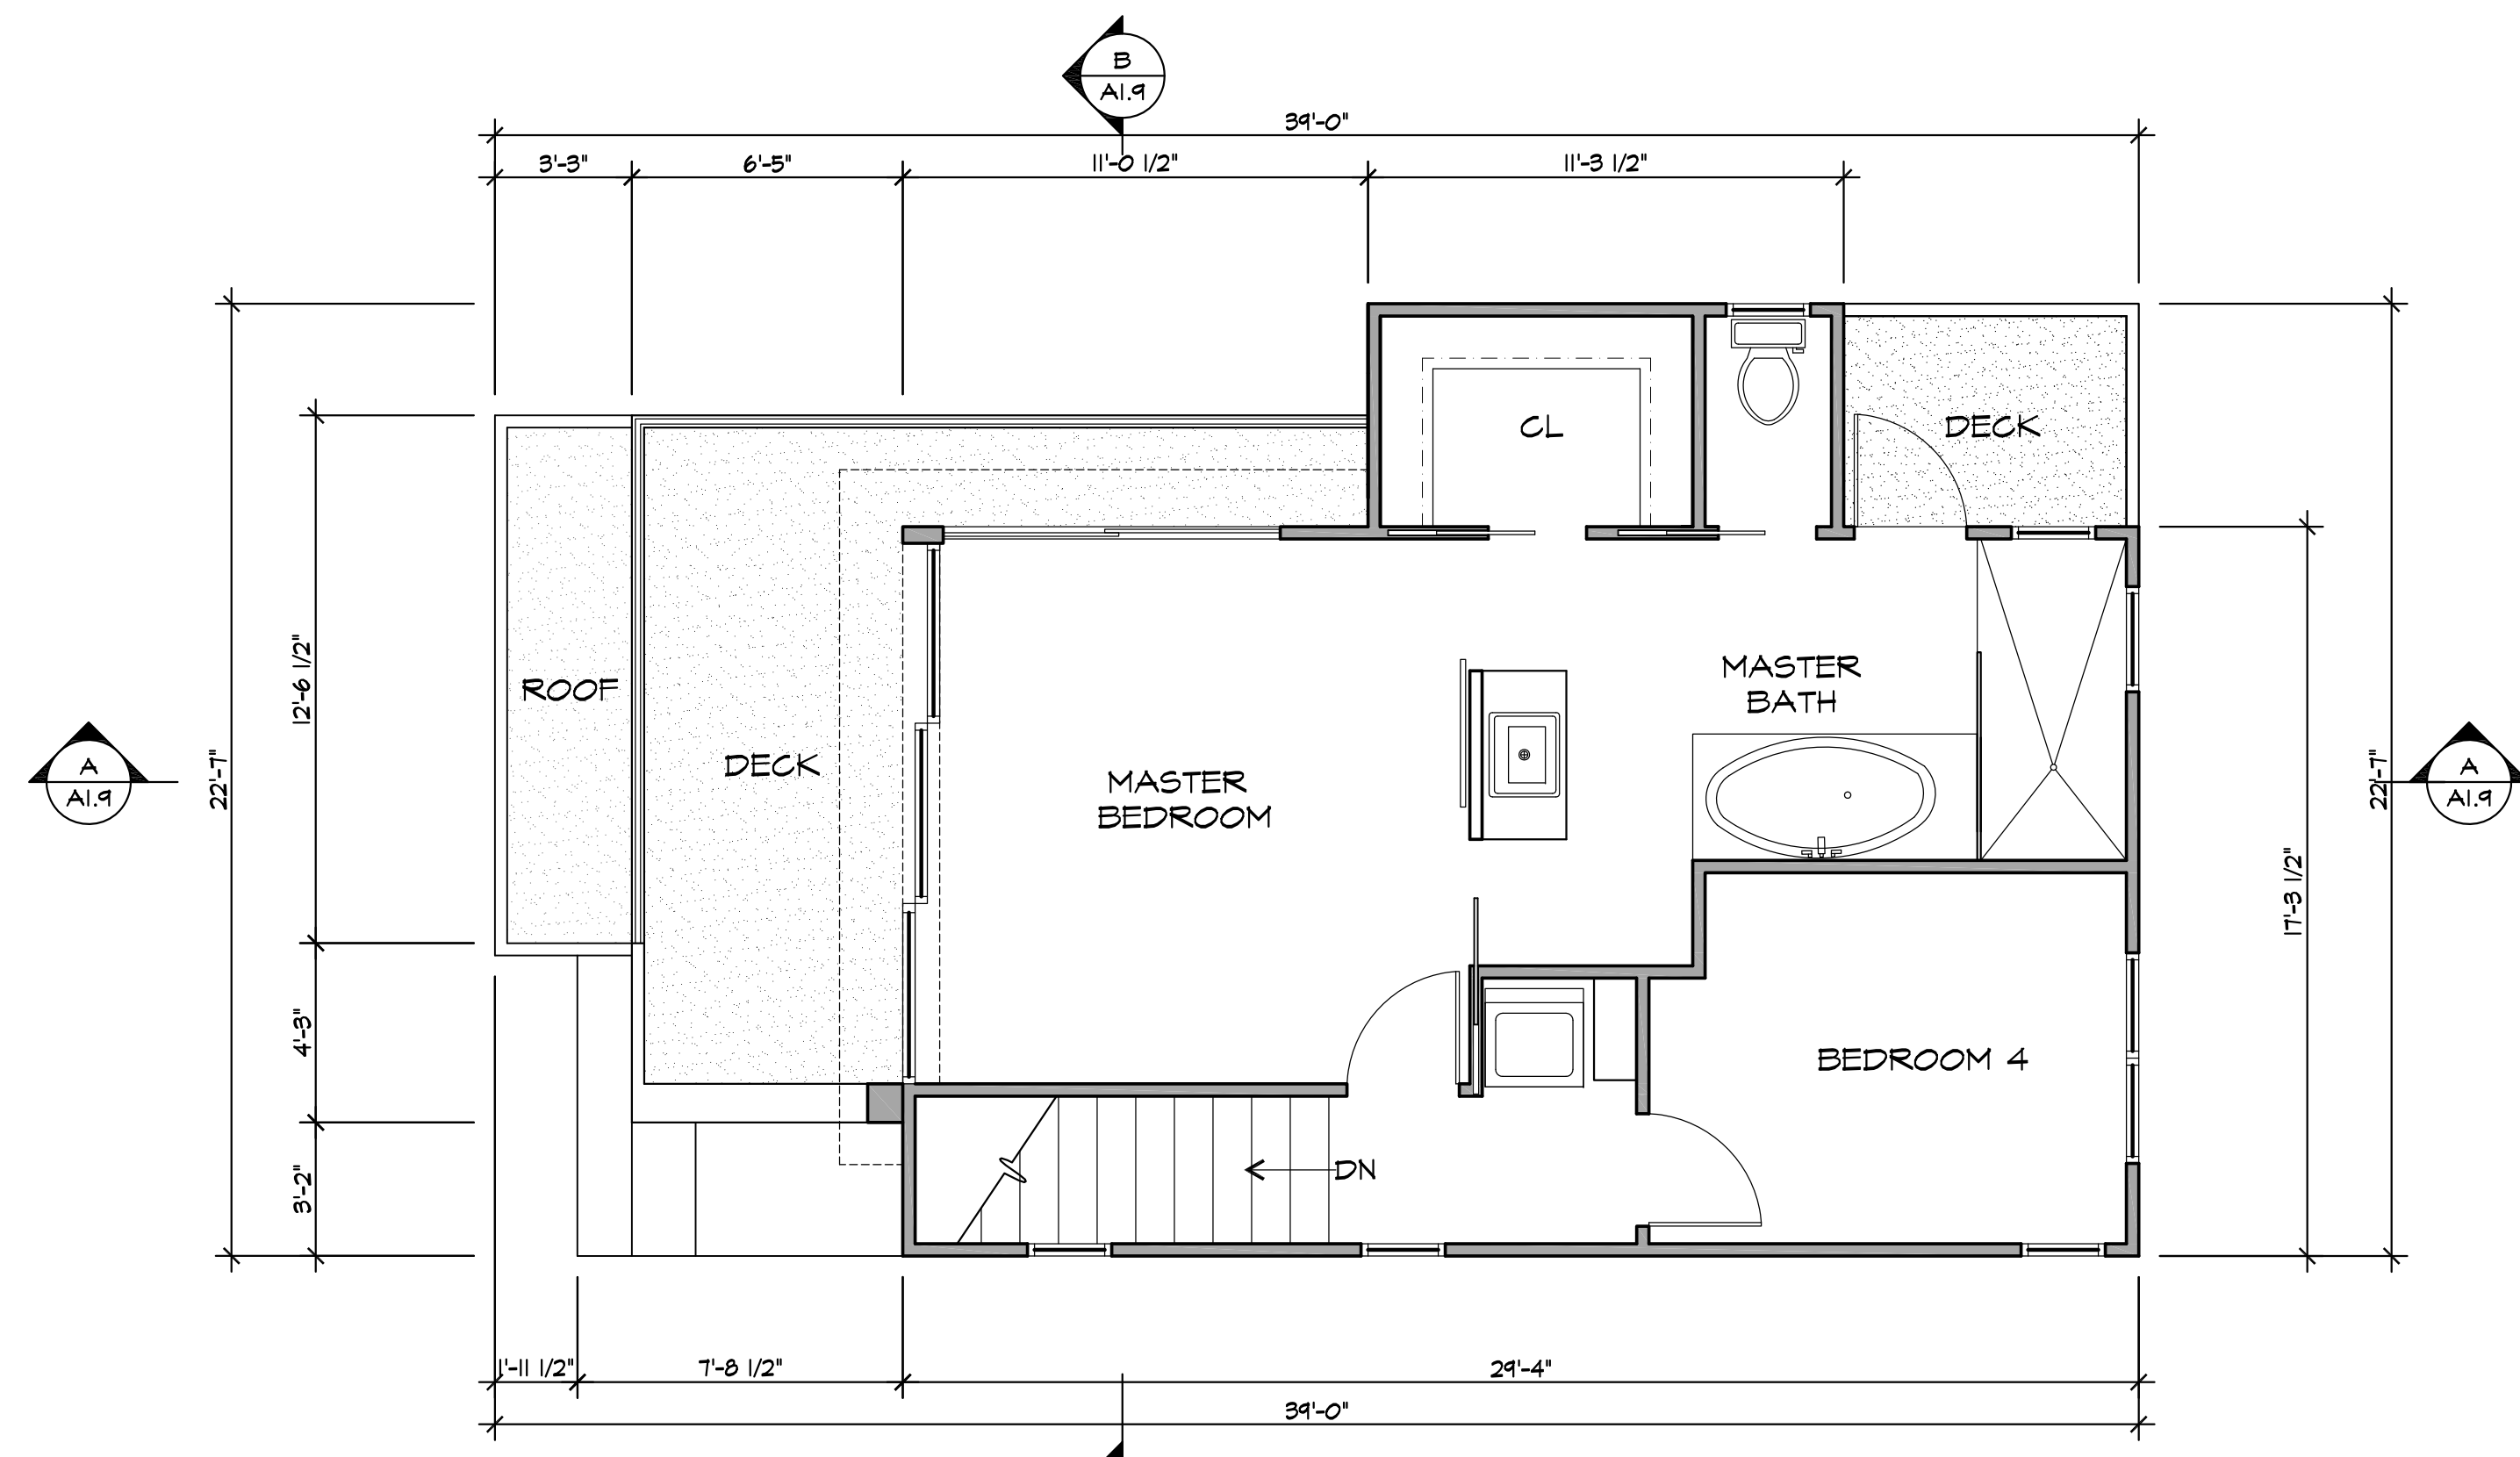 B
A1.9
39'-0"
3'-3"
6'-5"
11'-0 1/2"
11'-3 1/2"
CL
DECK
12'-6 1/2"
ROOF
MASTER
BATH
DECK
MASTER
BEDROOM
A
A1.9
22'-7"
22'-7"
A
A1.9
17'-3 1/2"
4'-3"
BEDROOM 4
3'-2"
DN
1'-11 1/2"
7'-8 1/2"
29'-4"
39'-0"